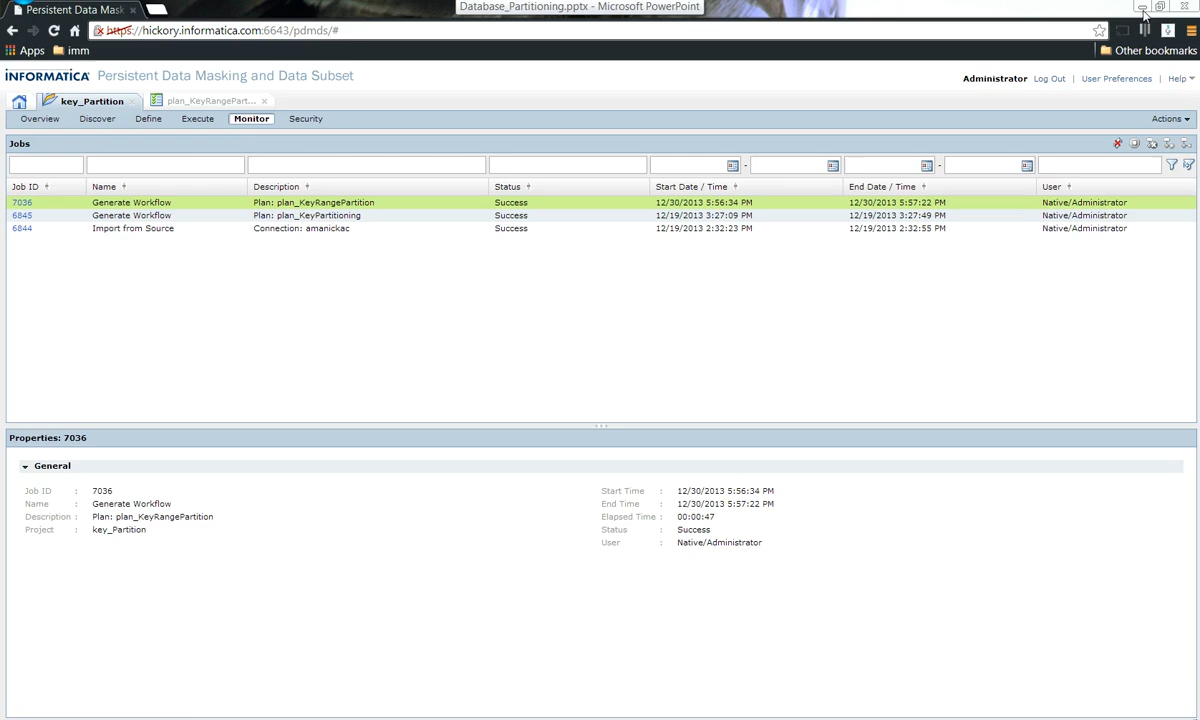 Database_Partitioning.pptx - Microsoft PowerPoint
Persistent Data Mask
https://hickory.informatica.com:6643/pdmds/#
Apps imm Other bookmarks
INFORMATICA Persistent Data Masking and Data Subset
Administrator Log Out | User Preferences | Help
key_Partition plan_KeyRangePart...
Overview Discover Define Execute Monitor Security Actions
Jobs
Job ID Name Description Status Start Date / Time End Date / Time User
7036 Generate Workflow Plan: plan_KeyRangePartition Success 12/30/2013 5:56:34 PM 12/30/2013 5:57:22 PM Native/Administrator
6845 Generate Workflow Plan: plan_KeyPartitioning Success 12/19/2013 3:27:09 PM 12/19/2013 3:27:49 PM Native/Administrator
6844 Import from Source Connection: amanickac Success 12/19/2013 2:32:23 PM 12/19/2013 2:32:55 PM Native/Administrator
Properties: 7036
General
Job ID : 7036 Start Time : 12/30/2013 5:56:34 PM
Name : Generate Workflow End Time : 12/30/2013 5:57:22 PM
Description : Plan: plan_KeyRangePartition Elapsed Time : 00:00:47
Project : key_Partition Status : Success
User : Native/Administrator